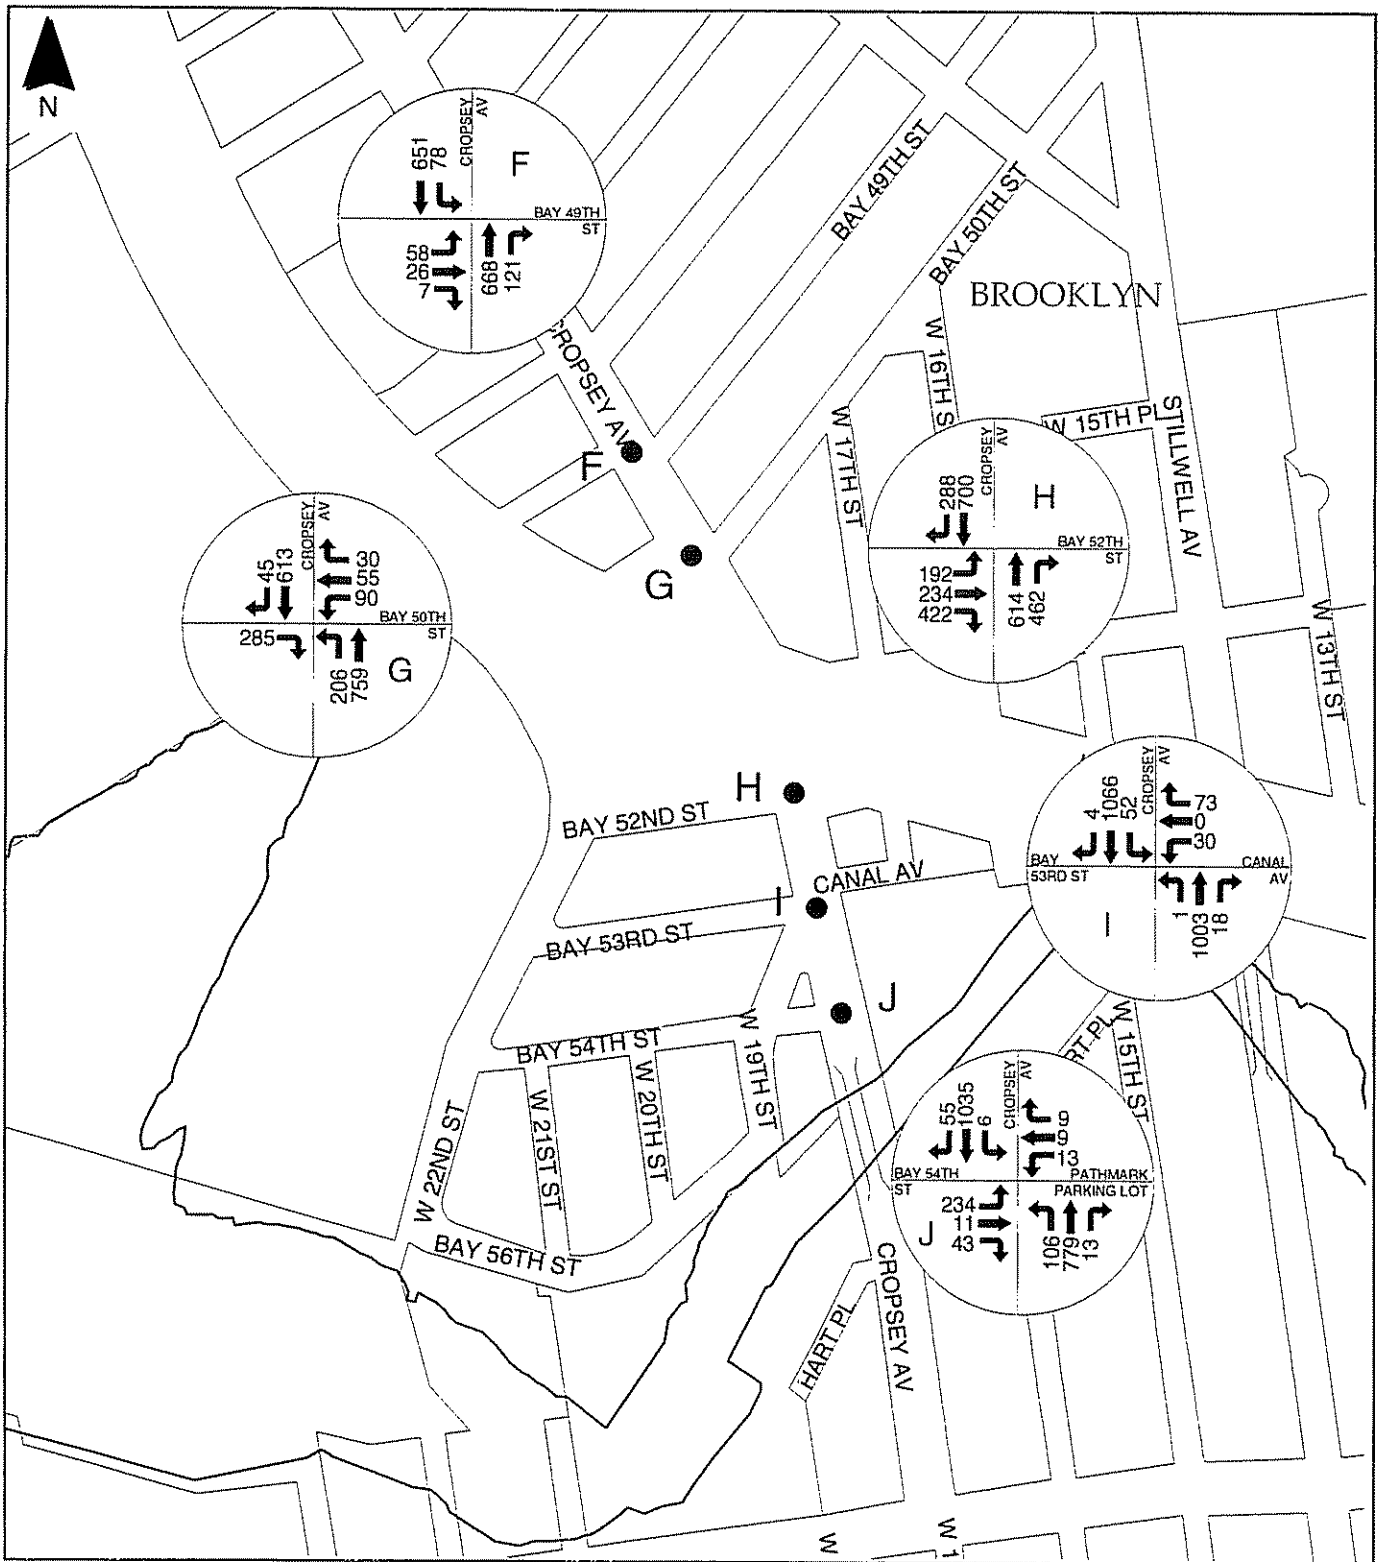 N
CROPSEY
AV
F
651
78
BAY 49TH
ST
58
26
7
668
121
BAY 49TH ST
BAY 50TH ST
BROOKLYN
CROPSEY AV
F
G
W 16TH S
W 17TH ST
W 15TH PL
STILLWELL AV
W 13TH ST
CROPSEY
AV
H
288
700
BAY 52TH
ST
192
234
422
614
462
CROPSEY
AV
45
613
30
55
90
BAY 50TH
ST
285
206
759
G
H
BAY 52ND ST
I
CANAL AV
BAY 53RD ST
J
CROPSEY
AV
4
1066
52
73
0
30
BAY
53RD ST
CANAL
AV
1
1003
18
I
BAY 54TH ST
W 19TH ST
W 20TH ST
W 21ST ST
W 22ND ST
BAY 56TH ST
RT PL
W 15TH ST
CROPSEY
AV
55
1035
6
9
9
13
BAY 54TH
ST
PATHMARK
PARKING LOT
234
11
43
J
106
779
13
HART PL
CROPSEY AV
W
W 1